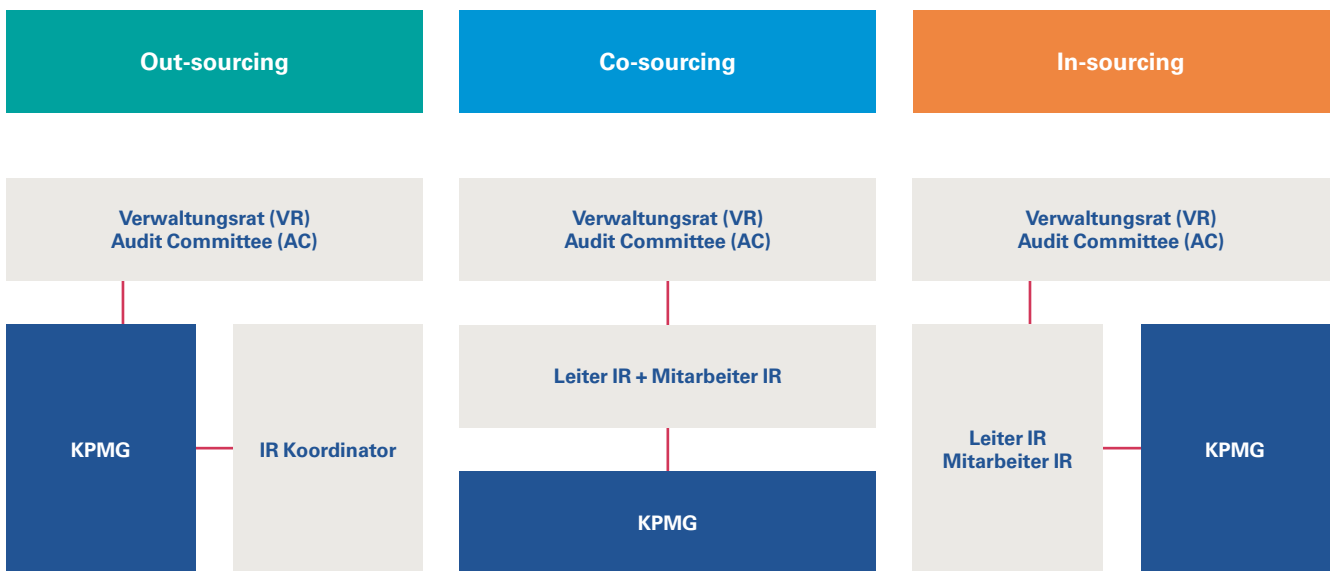 Out-sourcing
Co-sourcing
In-sourcing
Verwaltungsrat (VR)
Audit Committee (AC)
Verwaltungsrat (VR)
Audit Committee (AC)
Verwaltungsrat (VR)
Audit Committee (AC)
KPMG
IR Koordinator
Leiter IR + Mitarbeiter IR
KPMG
Leiter IR
Mitarbeiter IR
KPMG